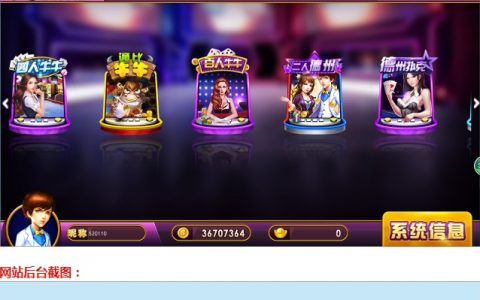 四人牛牛
通比牛牛
百人牛牛
三人德州
德州扑克
昵称 520110
36707364
0
系统信息
网站后台截图：